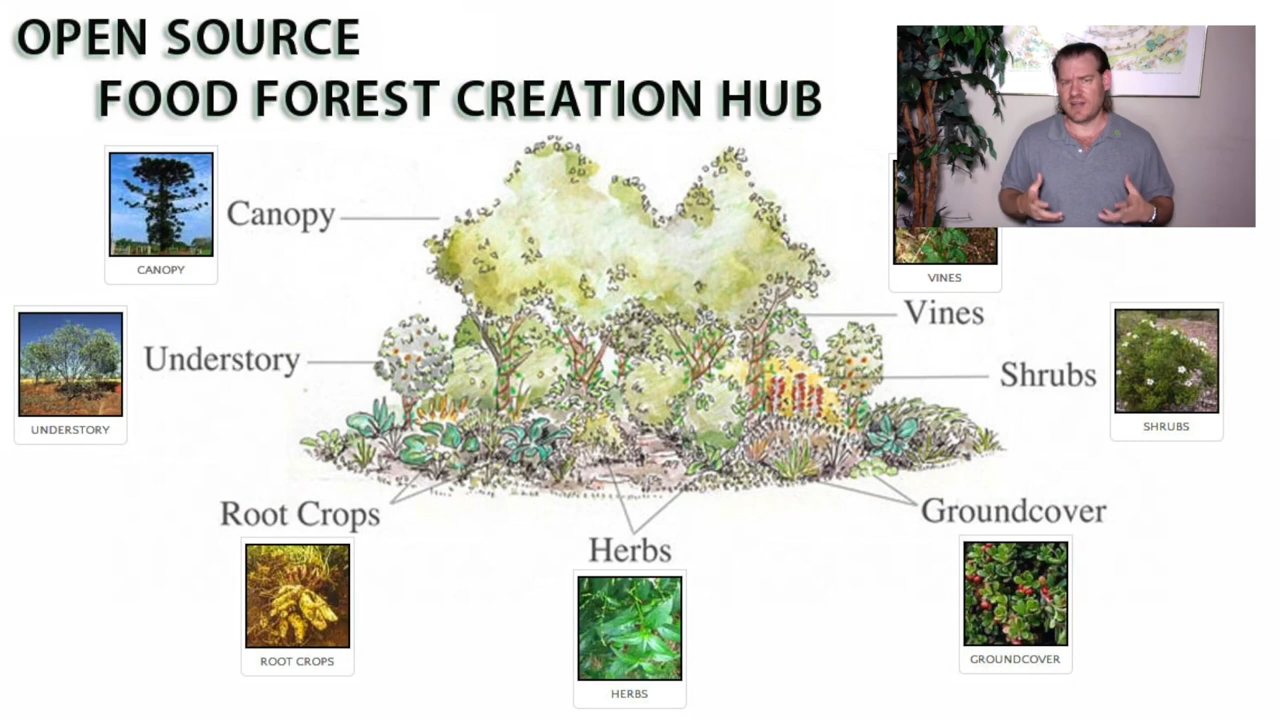 OPEN SOURCE
FOOD FOREST CREATION HUB
CANOPY
Canopy
VINES
Vines
UNDERSTORY
Understory
Shrubs
SHRUBS
Root Crops
Herbs
Groundcover
ROOT CROPS
HERBS
GROUNDCOVER